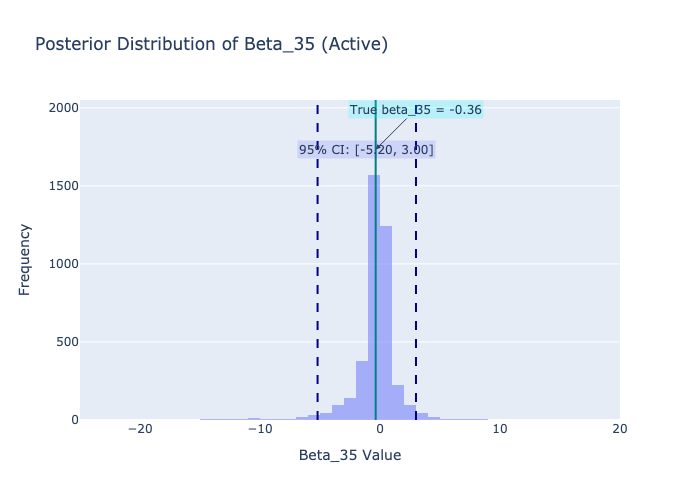 Posterior Distribution of Beta_35 (Active)
2000
True beta_35 = -0.36
95% CI: [-5.20, 3.00]
1500
1000
500
0
Frequency
−20
−10
0
10
20
Beta_35 Value